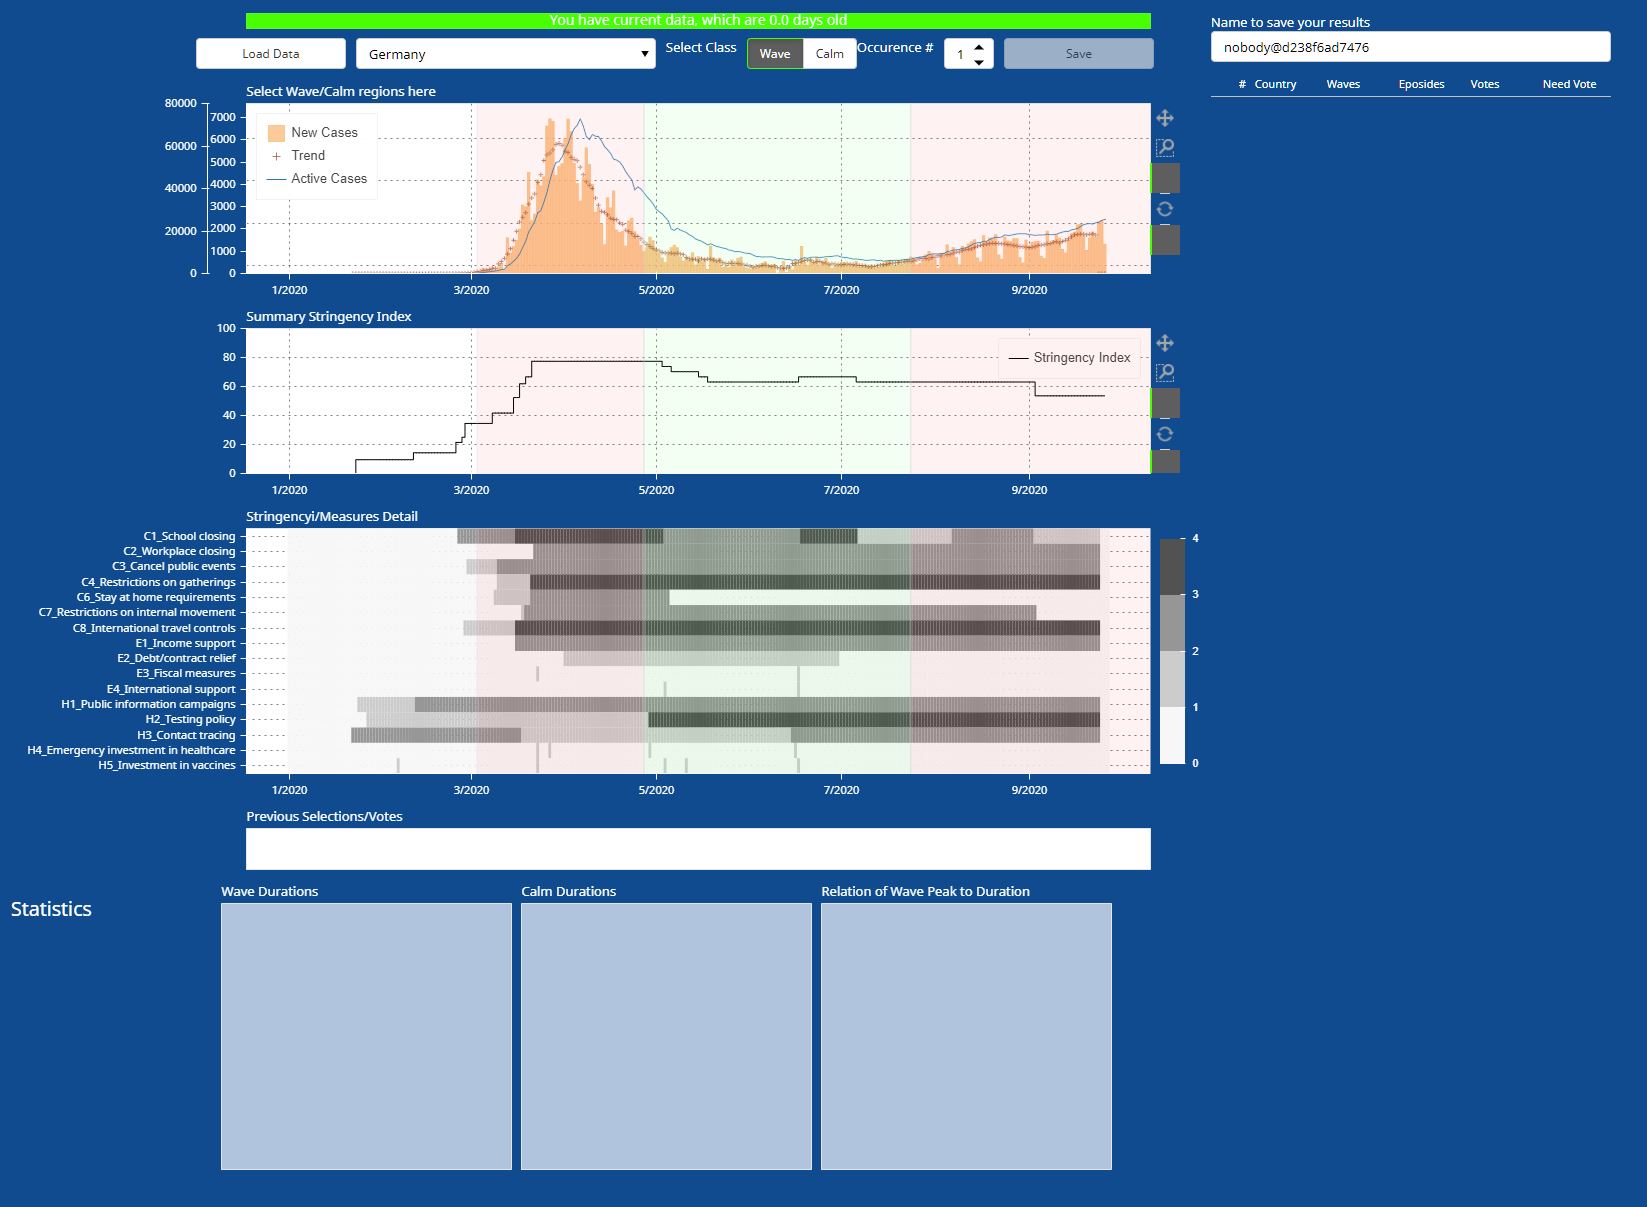 You have current data, which are 0.0 days old
Name to save your results
Load Data
Germany
Select Class
Wave
Calm
Occurence #
1
Save
nobody@d238f6ad7476
# Country Waves Eposides Votes Need Vote
Select Wave/Calm regions here
80000
60000
40000
20000
0
7000
6000
5000
4000
3000
2000
1000
0
New Cases
Trend
Active Cases
1/2020 3/2020 5/2020 7/2020 9/2020
Summary Stringency Index
100
80
60
40
20
0
Stringency Index
1/2020 3/2020 5/2020 7/2020 9/2020
Stringencyi/Measures Detail
C1_School closing
C2_Workplace closing
C3_Cancel public events
C4_Restrictions on gatherings
C6_Stay at home requirements
C7_Restrictions on internal movement
C8_International travel controls
E1_Income support
E2_Debt/contract relief
E3_Fiscal measures
E4_International support
H1_Public information campaigns
H2_Testing policy
H3_Contact tracing
H4_Emergency investment in healthcare
H5_Investment in vaccines
4
3
2
1
0
1/2020 3/2020 5/2020 7/2020 9/2020
Previous Selections/Votes
Statistics
Wave Durations
Calm Durations
Relation of Wave Peak to Duration